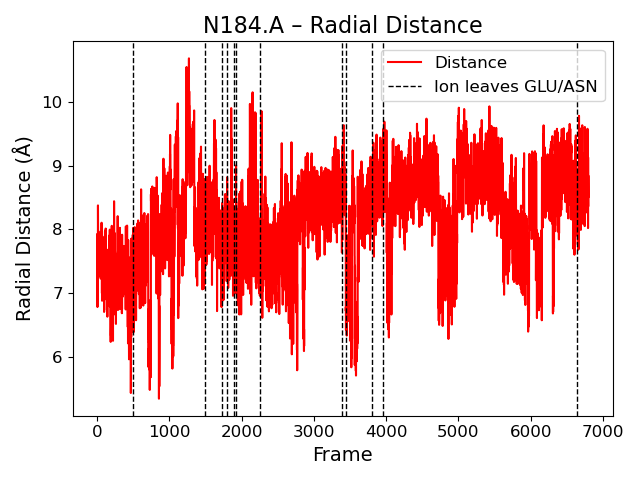 N184.A – Radial Distance
Distance
Ion leaves GLU/ASN
Radial Distance (Å)
10
9
8
7
6
0 1000 2000 3000 4000 5000 6000 7000
Frame